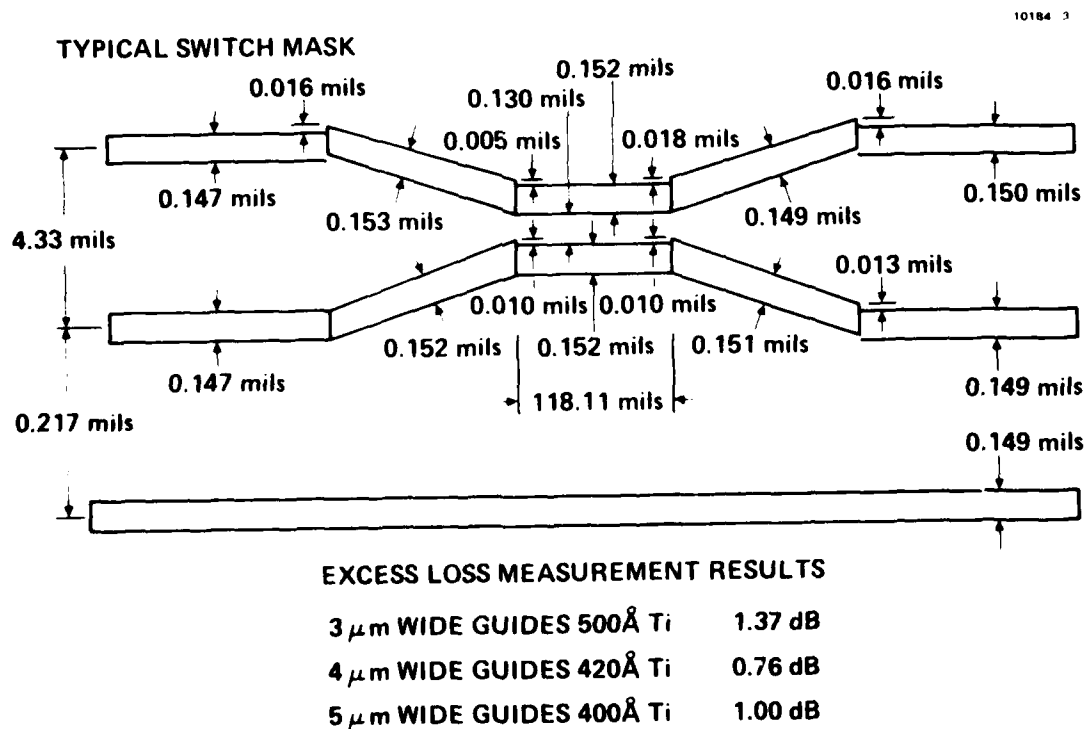 10184 3
TYPICAL SWITCH MASK
0.016 mils
0.152 mils
0.016 mils
0.130 mils
0.005 mils
0.018 mils
0.147 mils
0.153 mils
0.149 mils
0.150 mils
4.33 mils
0.013 mils
0.010 mils
0.010 mils
0.152 mils
0.152 mils
0.151 mils
0.147 mils
118.11 mils
0.149 mils
0.217 mils
0.149 mils
EXCESS LOSS MEASUREMENT RESULTS
3 μm WIDE GUIDES 500Å Ti 1.37 dB
4 μm WIDE GUIDES 420Å Ti 0.76 dB
5 μm WIDE GUIDES 400Å Ti 1.00 dB